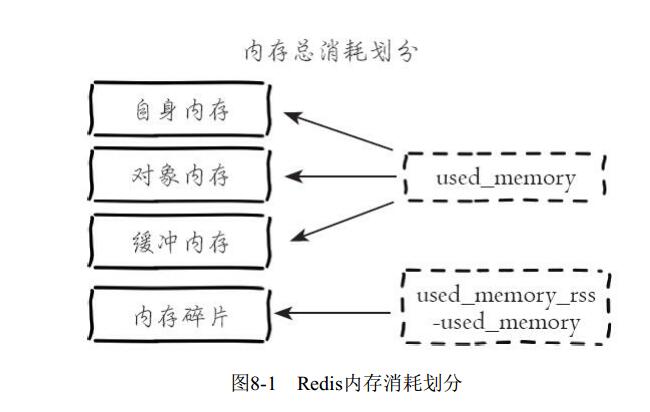 内存总消耗划分
自身内存
对象内存
used_memory
缓冲内存
内存碎片
used_memory_rss
-used_memory
图8-1 Redis内存消耗划分